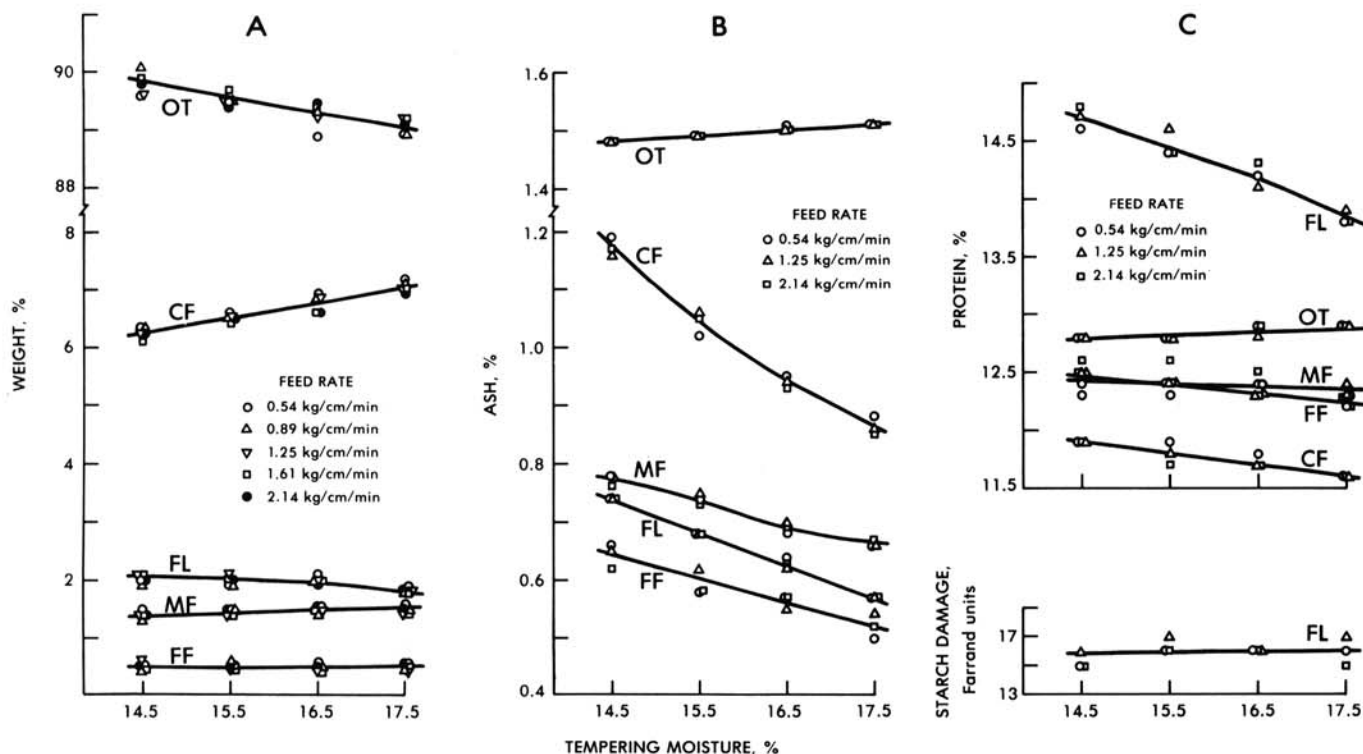 A
WEIGHT, %
90
88
8
6
4
2
0
OT
CF
FEED RATE
0.54 kg/cm/min
0.89 kg/cm/min
1.25 kg/cm/min
1.61 kg/cm/min
2.14 kg/cm/min
FL
MF
FF
14.5
15.5
16.5
17.5
B
ASH, %
1.6
1.5
1.4
1.2
1.0
0.8
0.6
0.4
OT
FEED RATE
0.54 kg/cm/min
1.25 kg/cm/min
2.14 kg/cm/min
CF
MF
FL
FF
14.5
15.5
16.5
17.5
TEMPERING MOISTURE, %
C
PROTEIN, %
14.5
13.5
12.5
11.5
FEED RATE
0.54 kg/cm/min
1.25 kg/cm/min
2.14 kg/cm/min
FL
OT
MF
FF
CF
STARCH DAMAGE,
Farrand units
17
15
13
FL
14.5
15.5
16.5
17.5